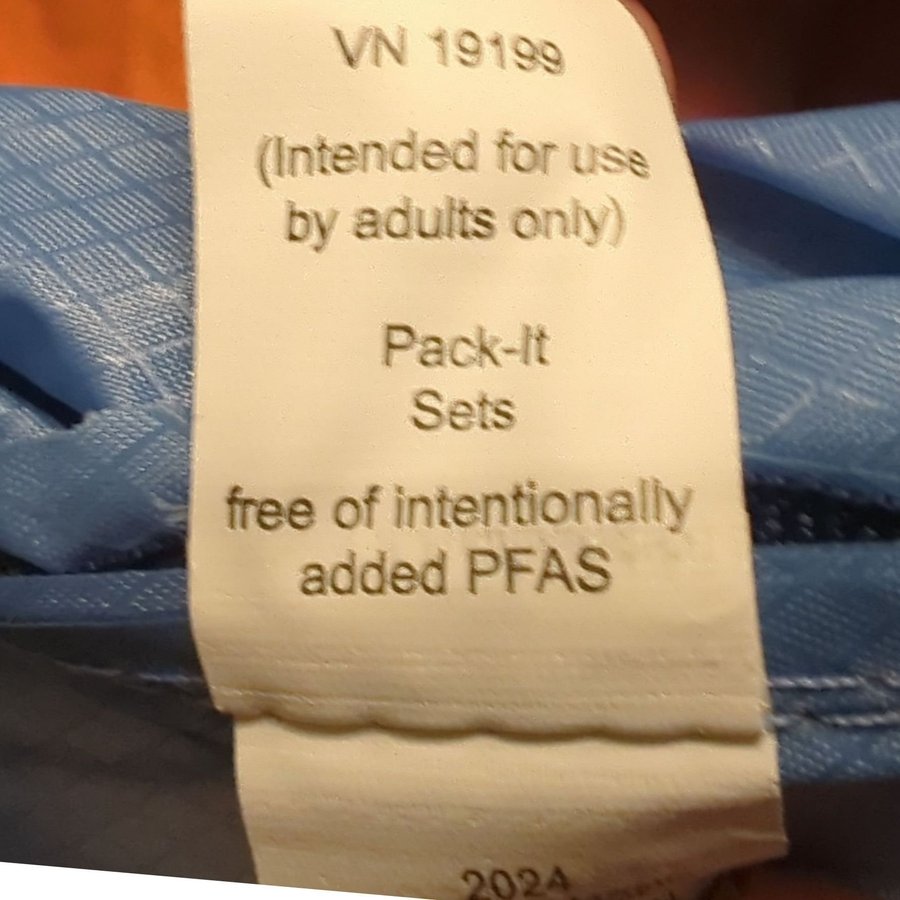 VN 19199
(Intended for use
by adults only)
Pack-It
Sets
free of intentionally
added PFAS
2024